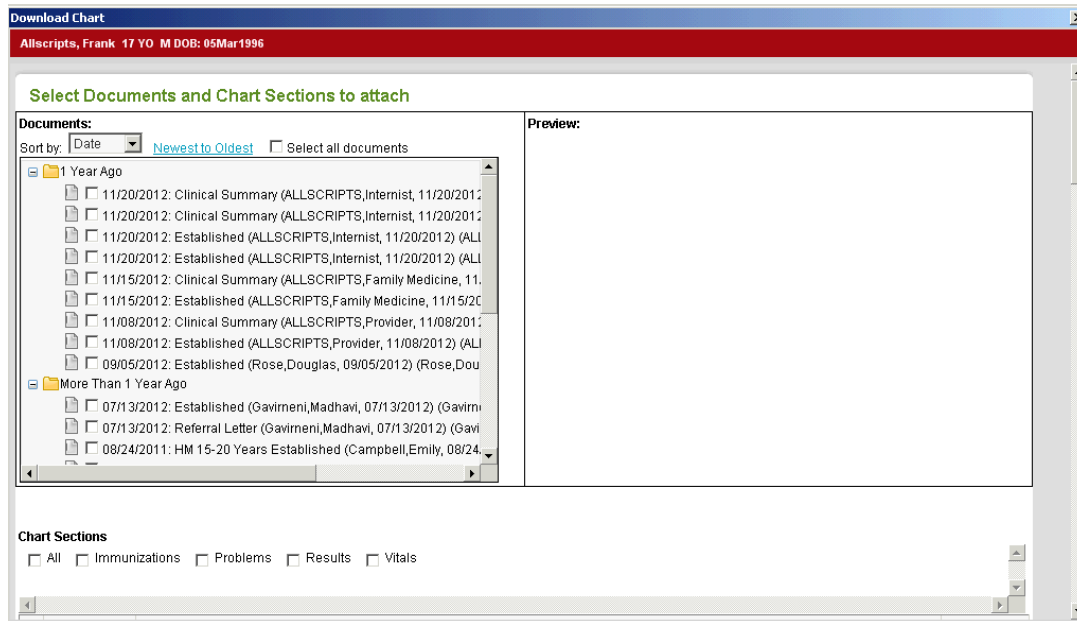 Download Chart
Allscripts, Frank 17 YO M DOB: 05Mar1996
Select Documents and Chart Sections to attach
Documents:
Preview:
Sort by: Date Newest to Oldest Select all documents
1 Year Ago
11/20/2012: Clinical Summary (ALLSCRIPTS,Internist, 11/20/2012
11/20/2012: Clinical Summary (ALLSCRIPTS,Internist, 11/20/2012
11/20/2012: Established (ALLSCRIPTS,Internist, 11/20/2012) (ALL
11/20/2012: Established (ALLSCRIPTS,Internist, 11/20/2012) (ALL
11/15/2012: Clinical Summary (ALLSCRIPTS,Family Medicine, 11.
11/15/2012: Established (ALLSCRIPTS,Family Medicine, 11/15/20
11/08/2012: Clinical Summary (ALLSCRIPTS,Provider, 11/08/2012
11/08/2012: Established (ALLSCRIPTS,Provider, 11/08/2012) (ALL
09/05/2012: Established (Rose,Douglas, 09/05/2012) (Rose,Dou
More Than 1 Year Ago
07/13/2012: Established (Gavirneni,Madhavi, 07/13/2012) (Gavirn
07/13/2012: Referral Letter (Gavirneni,Madhavi, 07/13/2012) (Gavi
08/24/2011: HM 15-20 Years Established (Campbell,Emily, 08/24.
Chart Sections
All Immunizations Problems Results Vitals